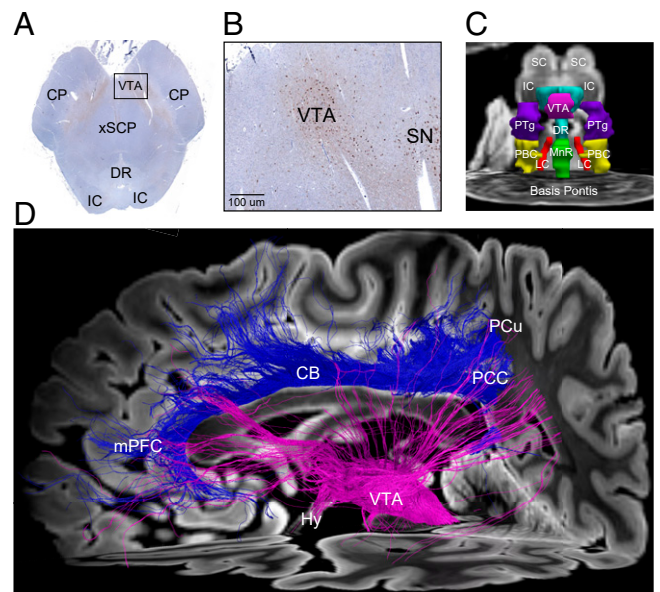 A
VTA
CP
CP
xSCP
DR
IC
IC
B
VTA
SN
100 um
C
SC
SC
IC
IC
VTA
PTg
PTg
DR
PBC
MnR
PBC
LC
LC
Basis Pontis
D
PCu
CB
PCC
mPFC
VTA
Hy